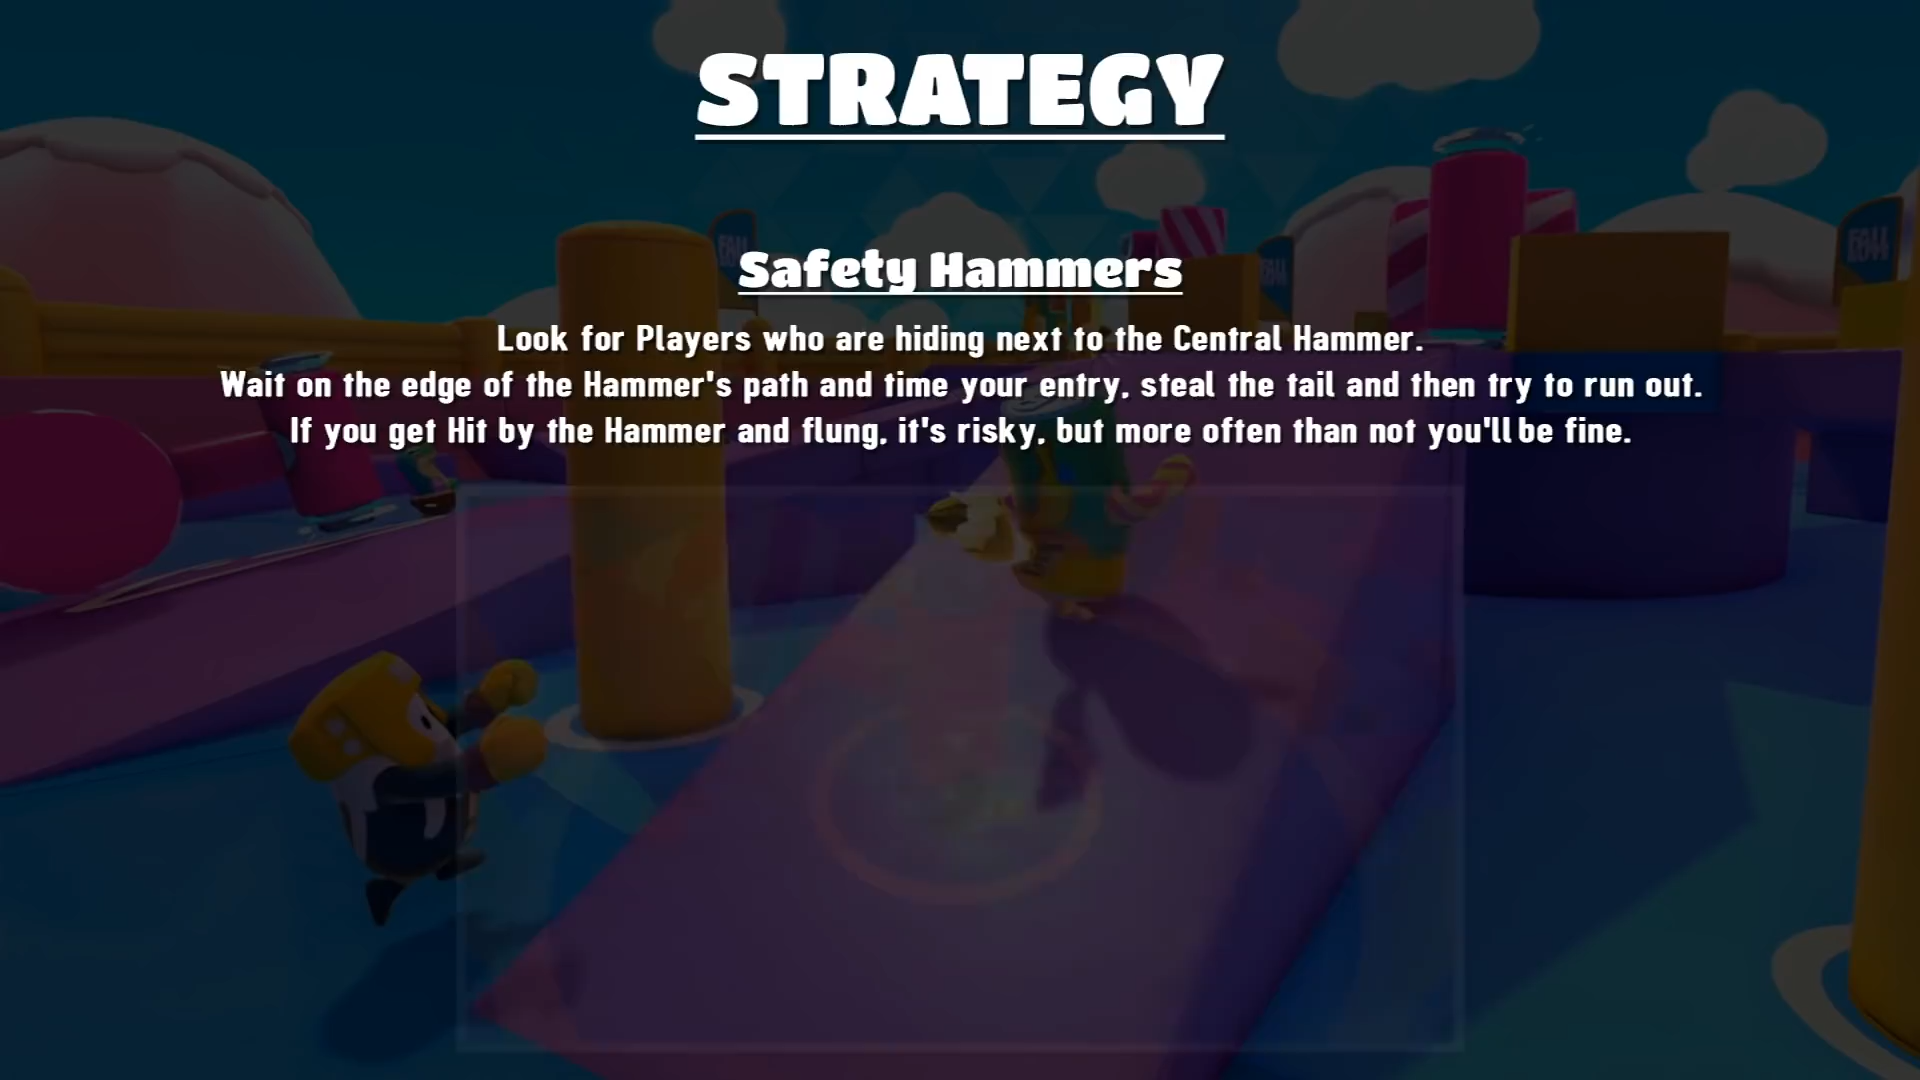 STRATEGY
Safety Hammers
Look for Players who are hiding next to the Central Hammer.
Wait on the edge of the Hammer's path and time your entry, steal the tail and then try to run out.
If you get Hit by the Hammer and flung, it's risky, but more often than not you'll be fine.